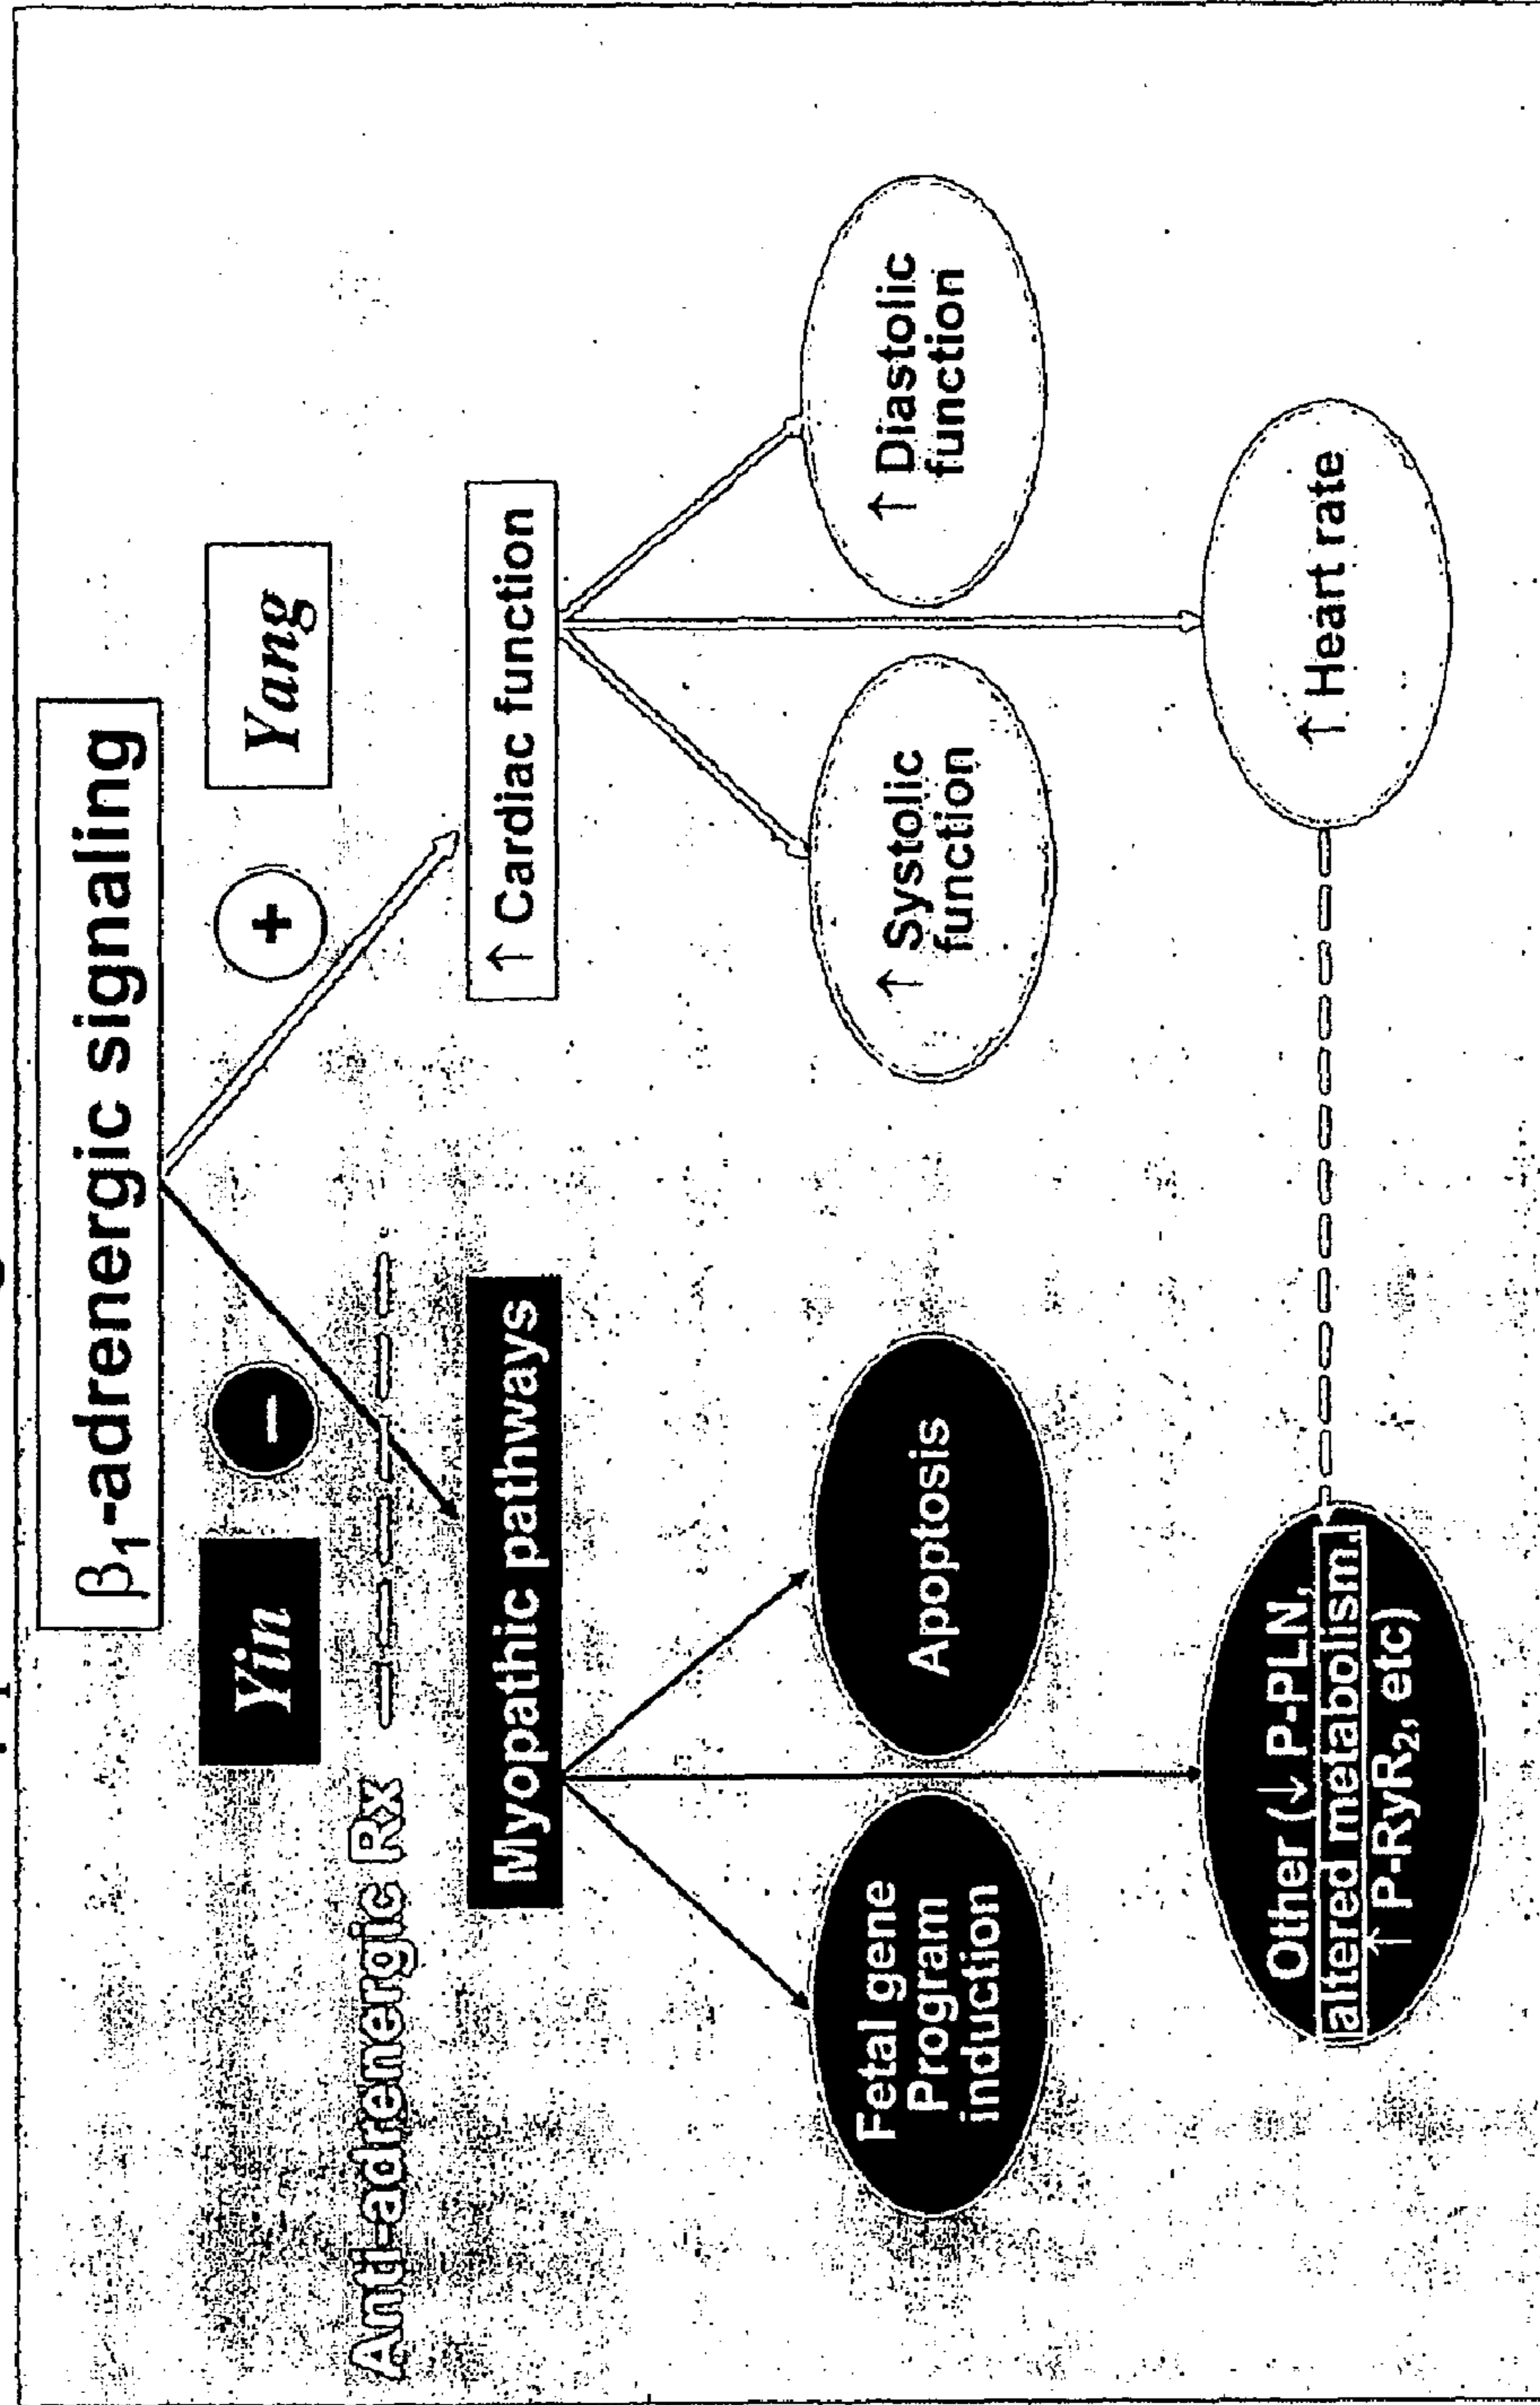 β₁-adrenergic signaling
Yin
−
+
Yang
Anti-adrenergic Rx
Myopathic pathways
↑ Cardiac function
Fetal gene
Program
induction
Apoptosis
↑ Systolic
function
↑ Diastolic
function
Other (↓ P-PLN,
altered metabolism,
↑ P-RyR₂, etc)
↑ Heart rate